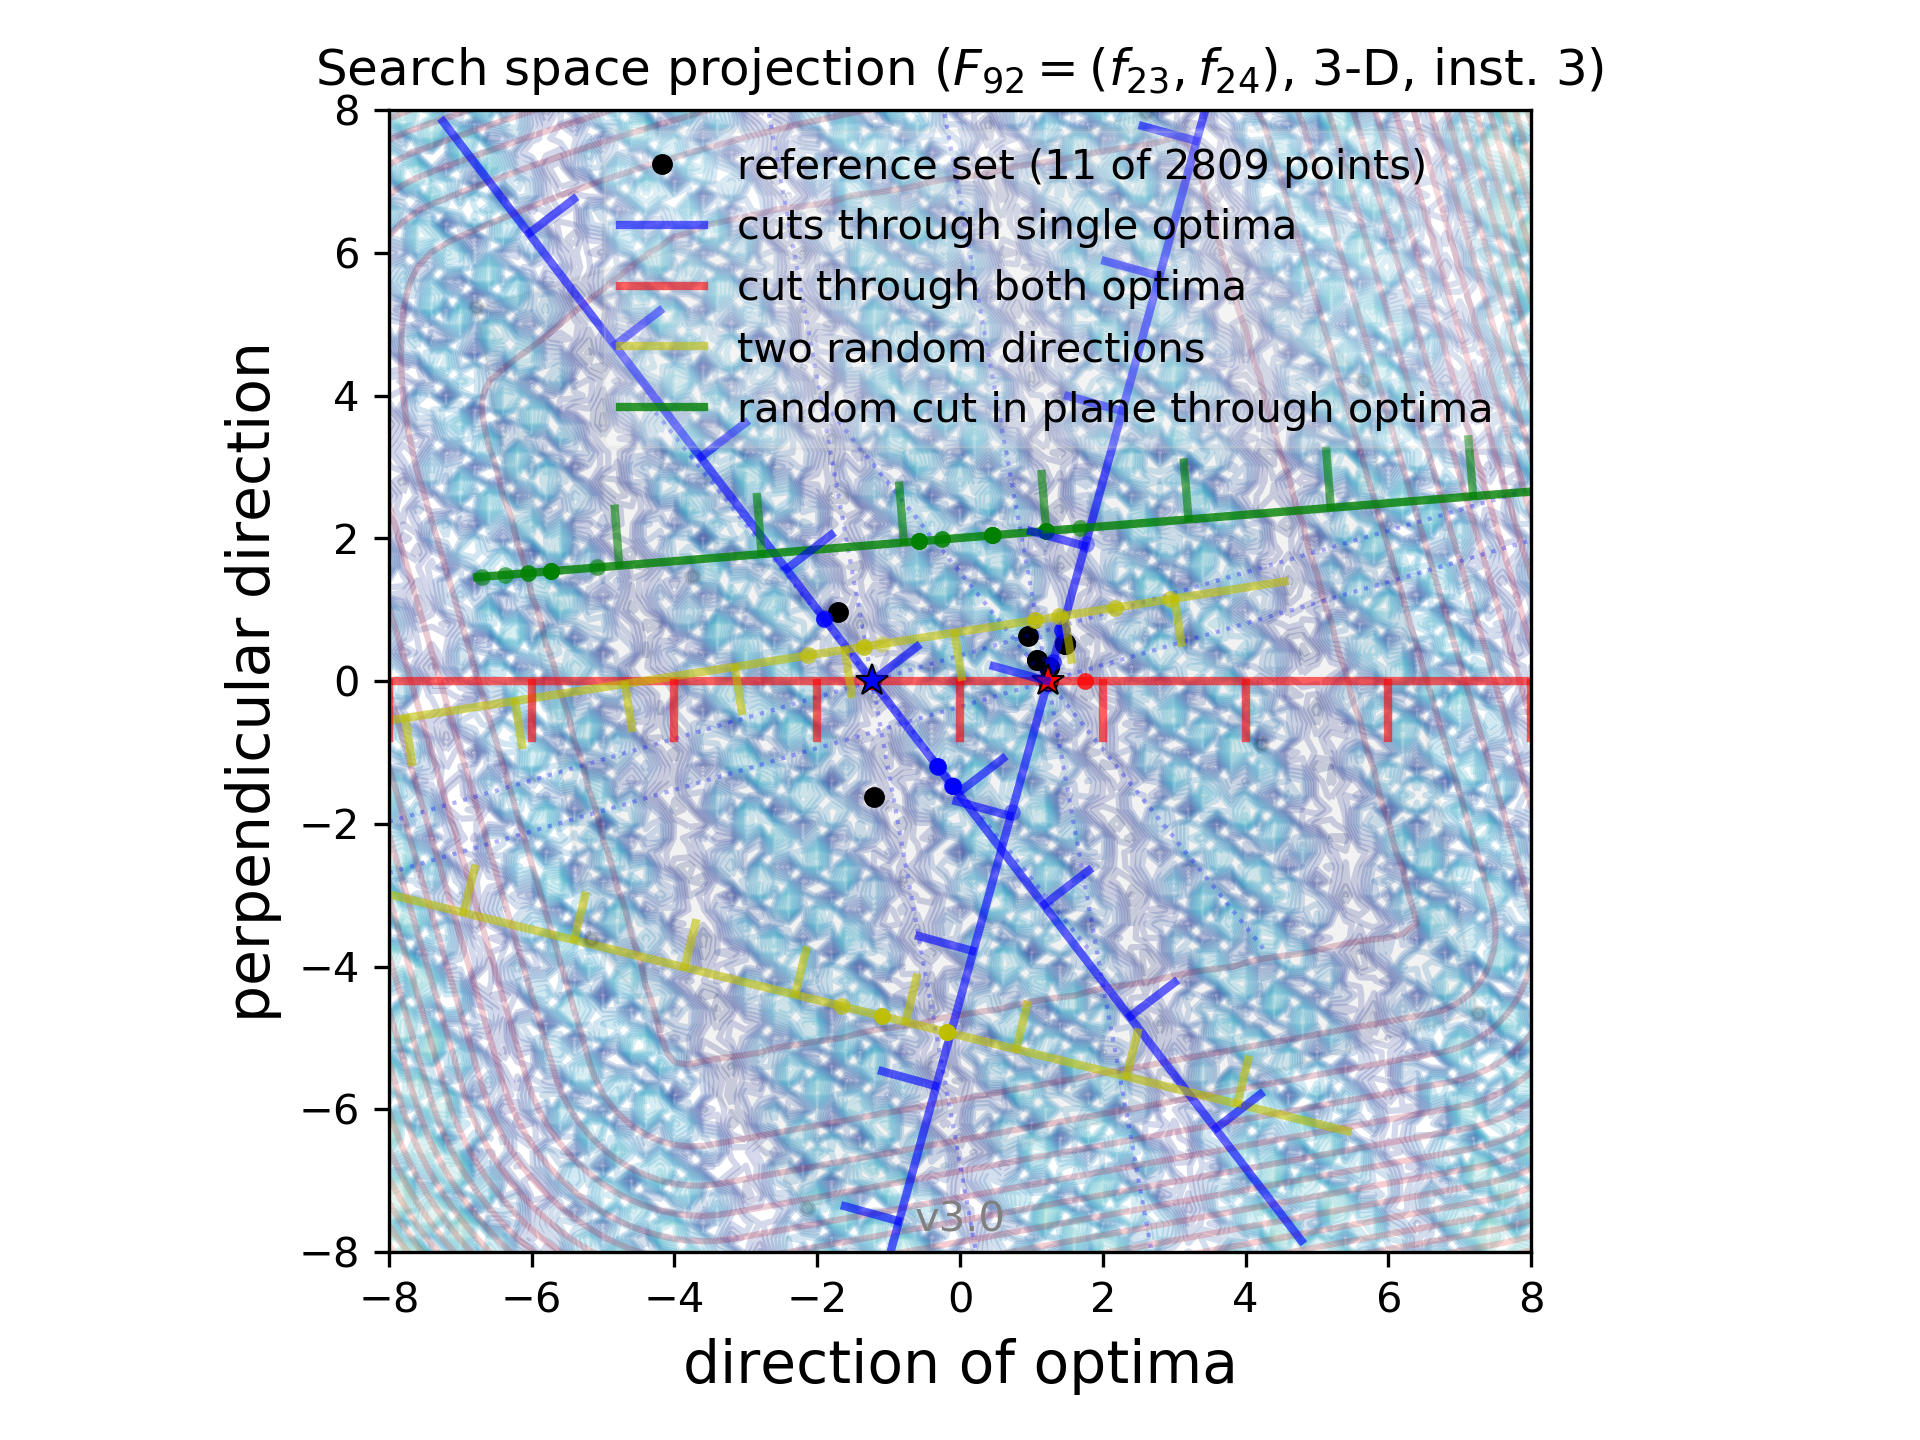 Search space projection (F₉₂ = (f₂₃, f₂₄), 3-D, inst. 3)
8
6
4
2
0
−2
−4
−6
−8
perpendicular direction
reference set (11 of 2809 points)
cuts through single optima
cut through both optima
two random directions
random cut in plane through optima
v3.0
−8 −6 −4 −2 0 2 4 6 8
direction of optima